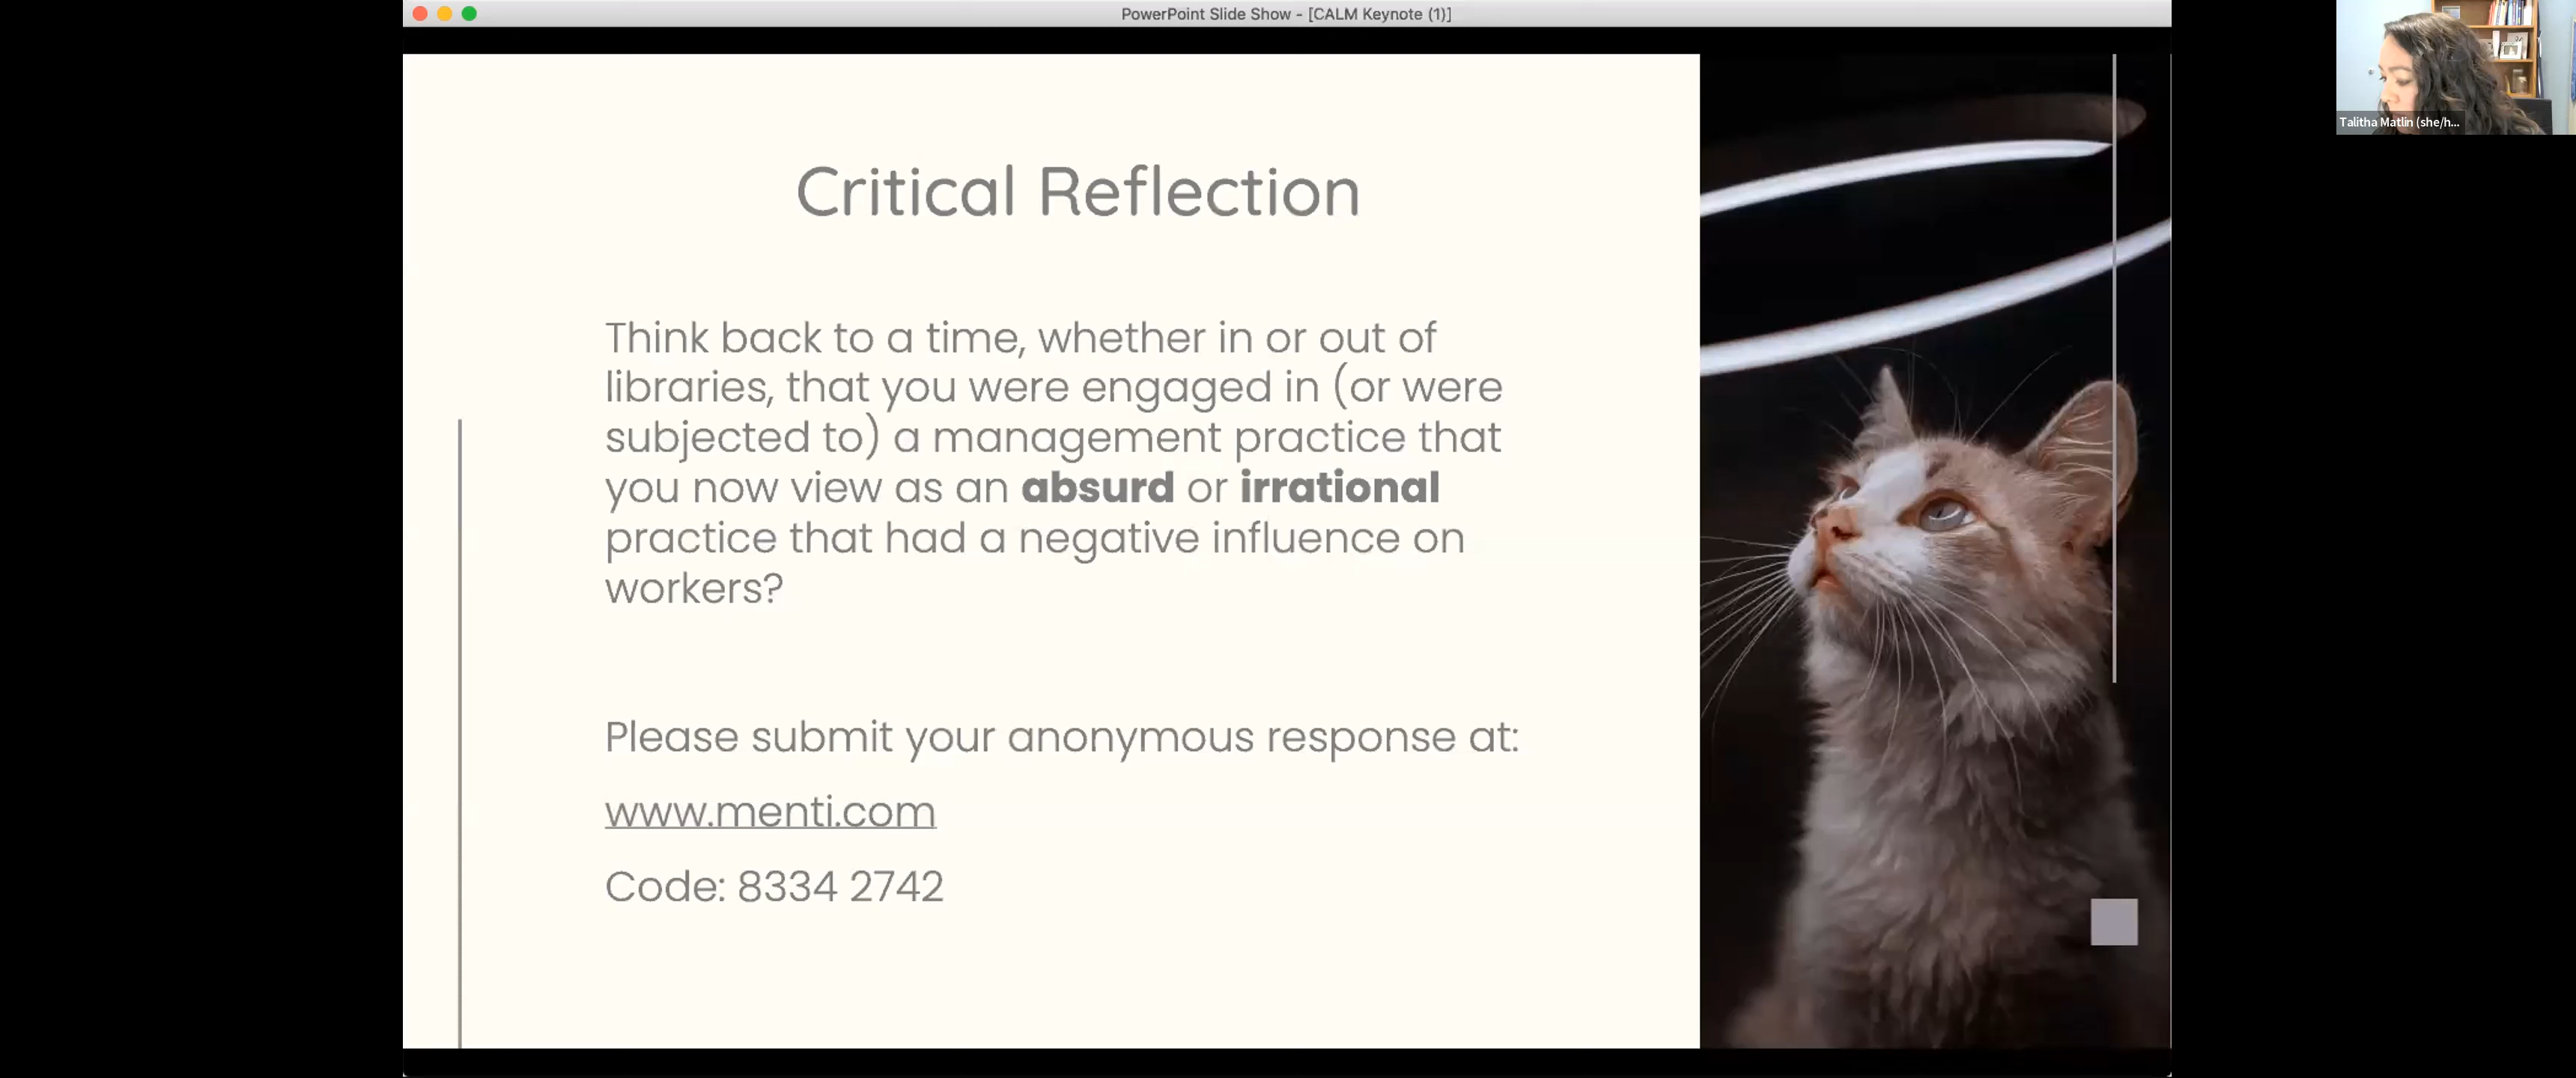 PowerPoint Slide Show - [CALM Keynote (1)]
Talitha Matlin (she/h...
Critical Reflection
Think back to a time, whether in or out of
libraries, that you were engaged in (or were
subjected to) a management practice that
you now view as an absurd or irrational
practice that had a negative influence on
workers?
Please submit your anonymous response at:
www.menti.com
Code: 8334 2742